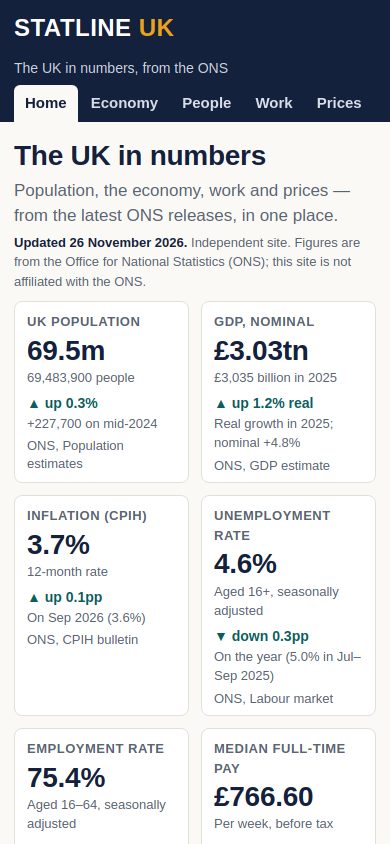 STATLINE UK
The UK in numbers, from the ONS
Home Economy People Work Prices
The UK in numbers
Population, the economy, work and prices —
from the latest ONS releases, in one place.
Updated 26 November 2026. Independent site. Figures are
from the Office for National Statistics (ONS); this site is not
affiliated with the ONS.
UK POPULATION
69.5m
69,483,900 people
▲ up 0.3%
+227,700 on mid-2024
ONS, Population
estimates
GDP, NOMINAL
£3.03tn
£3,035 billion in 2025
▲ up 1.2% real
Real growth in 2025;
nominal +4.8%
ONS, GDP estimate
INFLATION (CPIH)
3.7%
12-month rate
▲ up 0.1pp
On Sep 2026 (3.6%)
ONS, CPIH bulletin
UNEMPLOYMENT
RATE
4.6%
Aged 16+, seasonally
adjusted
▼ down 0.3pp
On the year (5.0% in Jul–
Sep 2025)
ONS, Labour market
EMPLOYMENT RATE
75.4%
Aged 16–64, seasonally
adjusted
MEDIAN FULL-TIME
PAY
£766.60
Per week, before tax